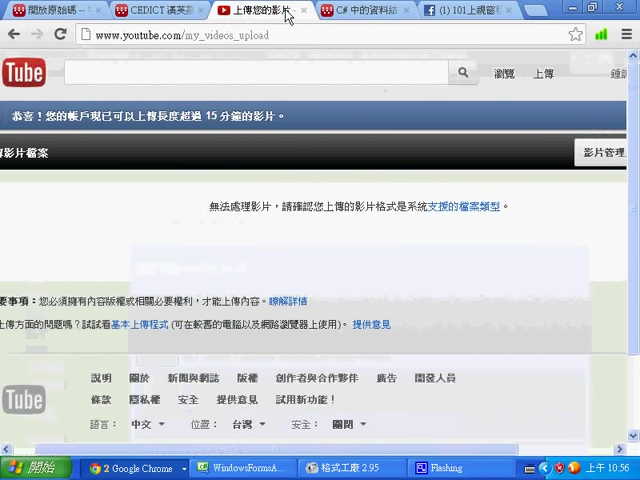 開放原始碼
CEDICT 漢英
上傳您的影片
C# 中的資料結
(1) 101上視窗
www.youtube.com/my_videos_upload
Tube
瀏覽
上傳
恭喜！您的帳戶現已可以上傳長度超過 15 分鐘的影片。
影片檔案
影片管理
無法處理影片，請確認您上傳的影片格式是系統支援的檔案類型。
要事項：您必須擁有內容版權或相關必要權利，才能上傳內容。瞭解詳情
上傳方面的問題嗎？試試看基本上傳程式 (可在較舊的電腦以及網路瀏覽器上使用)。 提供意見
Tube
說明 關於 新聞與網誌 版權 創作者與合作夥伴 廣告 開發人員
條款 隱私權 安全 提供意見 試用新功能！
語言： 中文 位置： 台灣 安全： 關閉
開始
2 Google Chrome
WindowsFormsA...
格式工廠 2.95
Flashing
上午 10:56